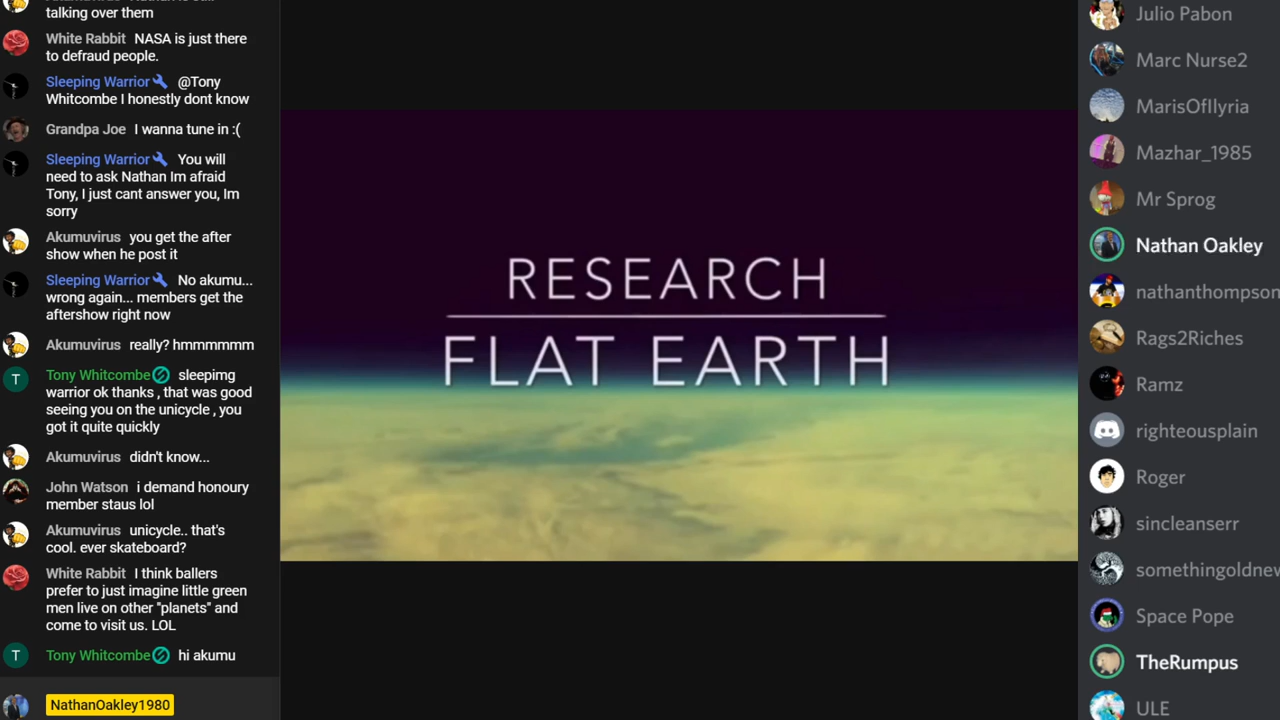 talking over them
White Rabbit NASA is just there
to defraud people.
Sleeping Warrior @Tony
Whitcombe I honestly dont know
Grandpa Joe I wanna tune in :(
Sleeping Warrior You will
need to ask Nathan Im afraid
Tony, I just cant answer you, Im
sorry
Akumuvirus you get the after
show when he post it
Sleeping Warrior No akumu...
wrong again... members get the
aftershow right now
Akumuvirus really? hmmmmmm
T Tony Whitcombe sleepimg
warrior ok thanks , that was good
seeing you on the unicycle , you
got it quite quickly
Akumuvirus didn't know...
John Watson i demand honoury
member staus lol
Akumuvirus unicycle.. that's
cool. ever skateboard?
White Rabbit I think ballers
prefer to just imagine little green
men live on other "planets" and
come to visit us. LOL
T Tony Whitcombe hi akumu
NathanOakley1980
RESEARCH
FLAT EARTH
Julio Pabon
Marc Nurse2
MarisOfIlyria
Mazhar_1985
Mr Sprog
Nathan Oakley
nathanthompson
Rags2Riches
Ramz
righteousplain
Roger
sincleanserr
somethingoldnew
Space Pope
TheRumpus
ULE